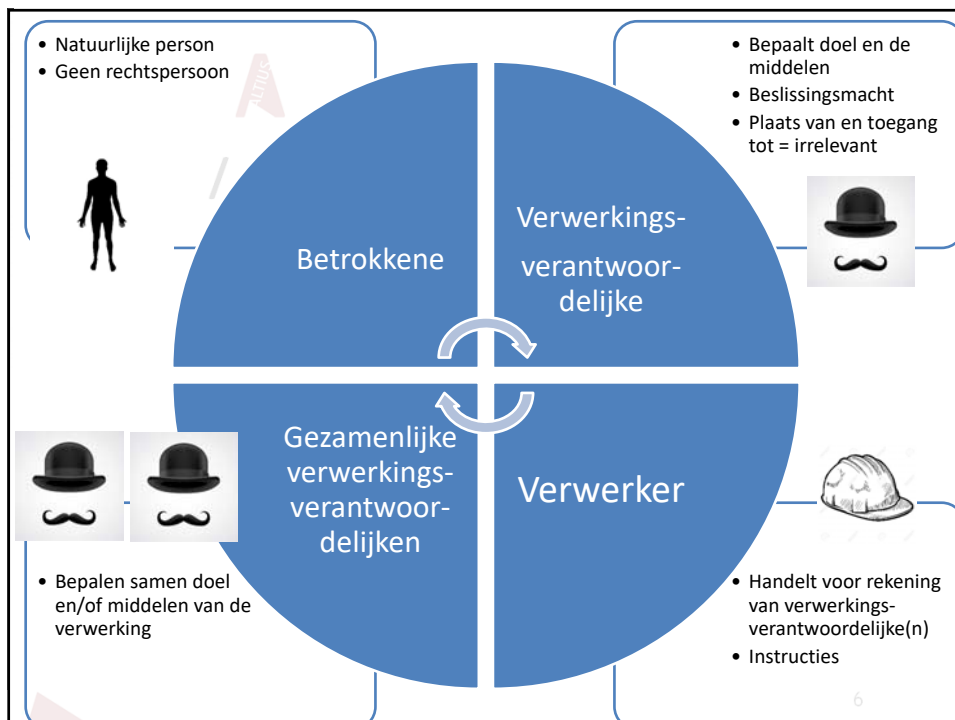 • Natuurlijke person
• Geen rechtspersoon
ALTIUS
• Bepaalt doel en de
middelen
• Beslissingsmacht
• Plaats van en toegang
tot = irrelevant
Betrokkene
Verwerkings-
verantwoor-
delijke
Gezamenlijke
verwerkings-
verantwoor-
delijken
Verwerker
• Bepalen samen doel
en/of middelen van de
verwerking
• Handelt voor rekening
van verwerkings-
verantwoordelijke(n)
• Instructies
6